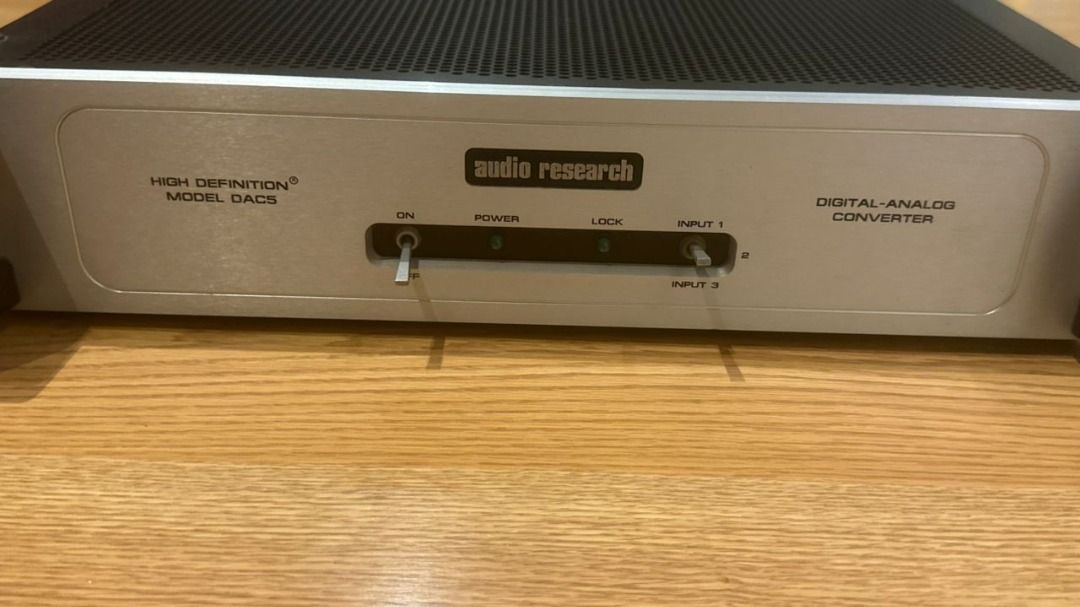 HIGH DEFINITION®
MODEL DAC5
audio research
DIGITAL-ANALOG
CONVERTER
ON
POWER
LOCK
INPUT 1
2
INPUT 3